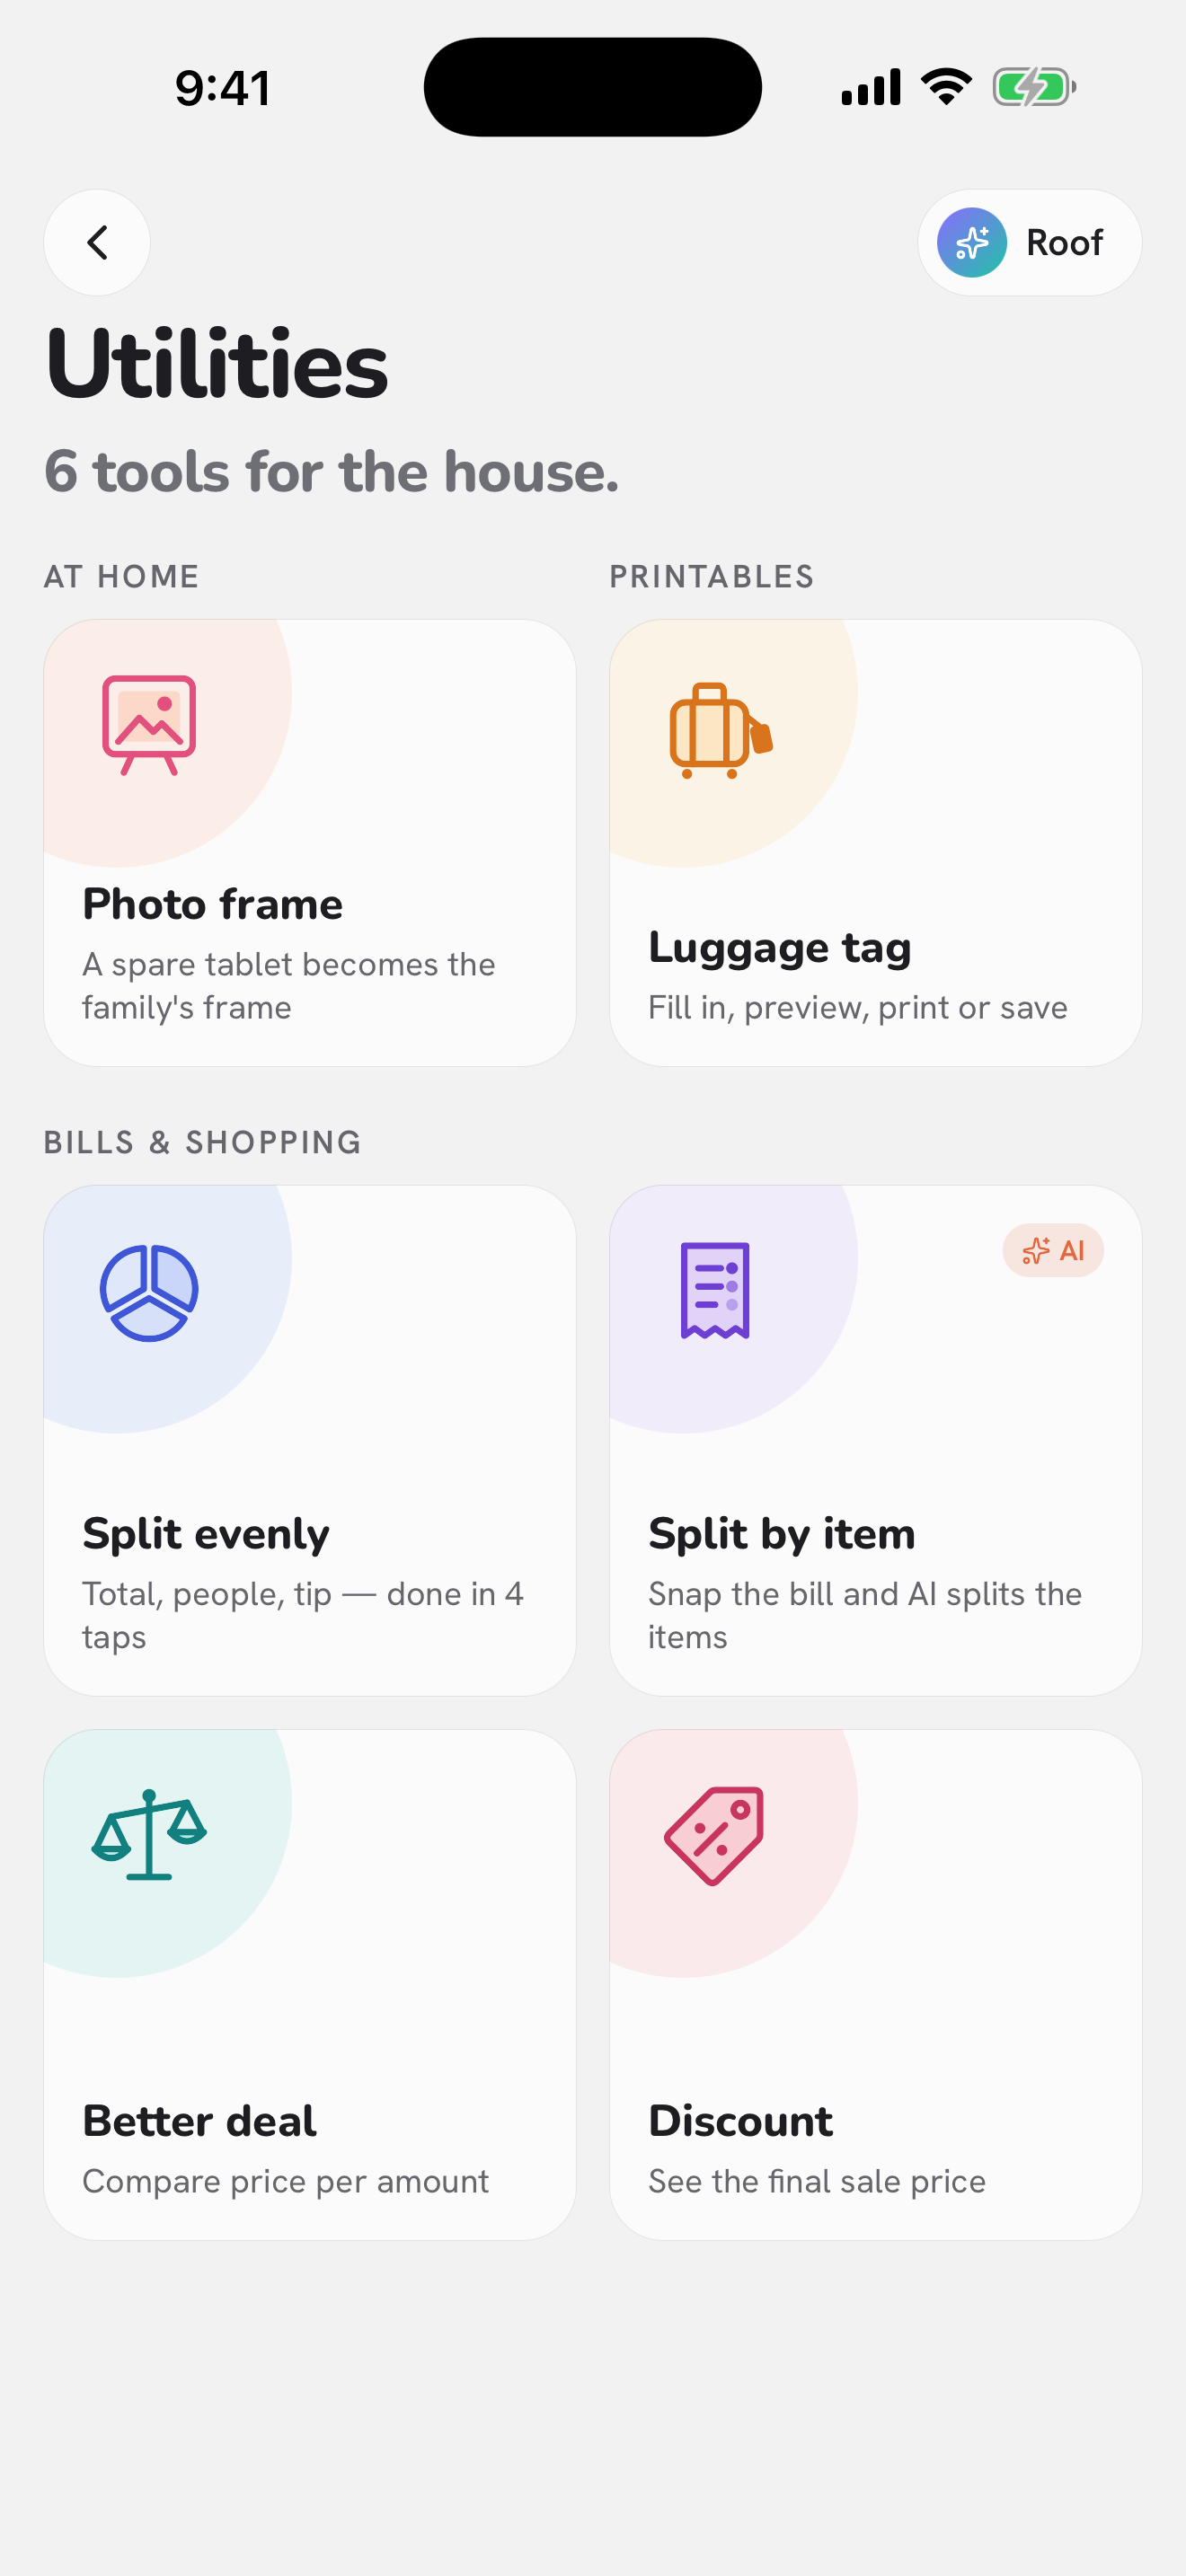 9:41
Roof
Utilities
6 tools for the house.
AT HOME
PRINTABLES
Photo frame
A spare tablet becomes the
family's frame
Luggage tag
Fill in, preview, print or save
BILLS & SHOPPING
Split evenly
Total, people, tip — done in 4
taps
AI
Split by item
Snap the bill and AI splits the
items
Better deal
Compare price per amount
Discount
See the final sale price